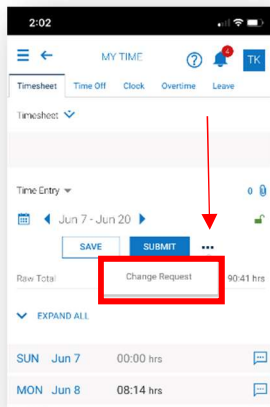 2:02
MY TIME
4
TK
Timesheet Time Off Clock Overtime Leave
Timesheet
Time Entry
0
Jun 7 - Jun 20
SAVE SUBMIT
Raw Total Change Request 90:41 hrs
EXPAND ALL
SUN Jun 7 00:00 hrs
MON Jun 8 08:14 hrs